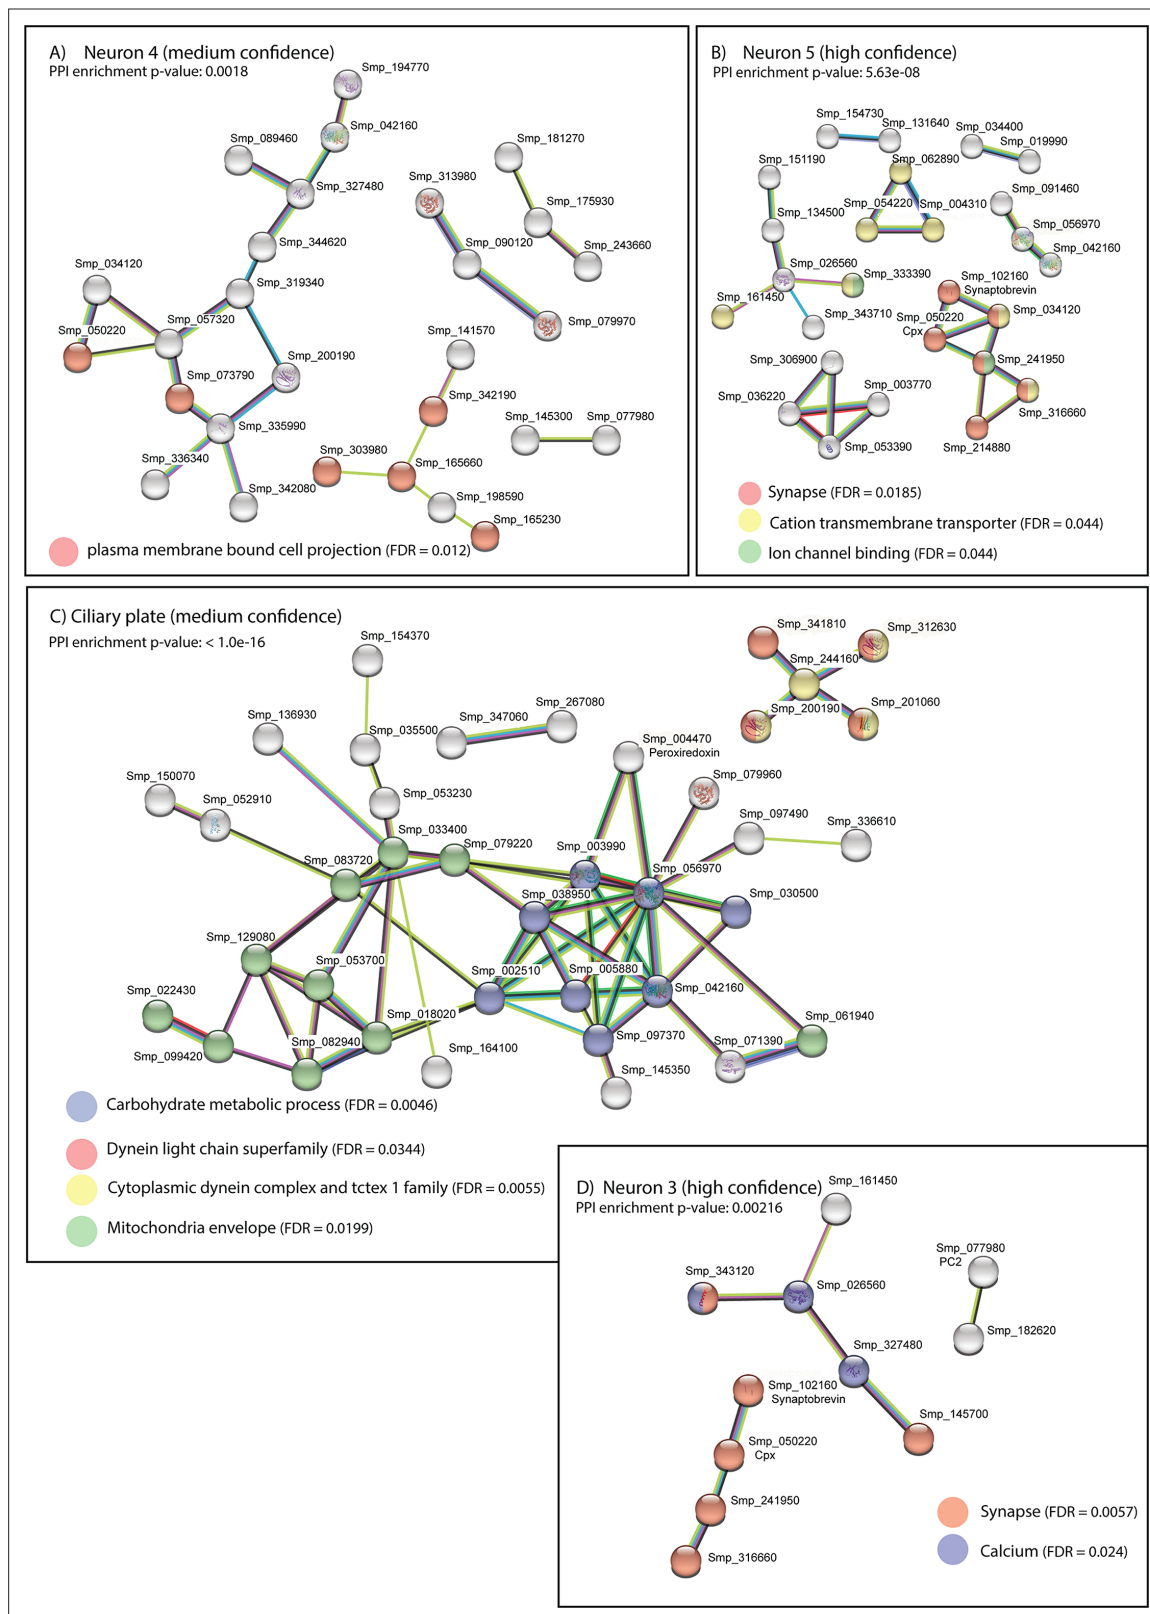 A) Neuron 4 (medium confidence)
PPI enrichment p-value: 0.0018
Smp_194770
Smp_042160
Smp_089460
Smp_181270
Smp_313980
Smp_327480
Smp_175930
Smp_344620
Smp_090120
Smp_243660
Smp_034120
Smp_319340
Smp_057320
Smp_079970
Smp_050220
Smp_141570
Smp_200190
Smp_073790
Smp_342190
Smp_145300
Smp_077980
Smp_335990
Smp_303980
Smp_336340
Smp_165660
Smp_342080
Smp_198590
Smp_165230
plasma membrane bound cell projection (FDR = 0.012)
B) Neuron 5 (high confidence)
PPI enrichment p-value: 5.63e-08
Smp_154730
Smp_131640
Smp_034400
Smp_019990
Smp_151190
Smp_062890
Smp_091460
Smp_054220
Smp_004310
Smp_134500
Smp_056970
Smp_042160
Smp_026560
Smp_333390
Smp_102160
Synaptobrevin
Smp_161450
Smp_034120
Smp_050220
Cpx
Smp_343710
Smp_306900
Smp_241950
Smp_003770
Smp_036220
Smp_316660
Smp_053390
Smp_214880
Synapse (FDR = 0.0185)
Cation transmembrane transporter (FDR = 0.044)
Ion channel binding (FDR = 0.044)
C) Ciliary plate (medium confidence)
PPI enrichment p-value: < 1.0e-16
Smp_154370
Smp_341810
Smp_312630
Smp_244160
Smp_267080
Smp_136930
Smp_347060
Smp_200190
Smp_201060
Smp_035500
Smp_004470
Peroxiredoxin
Smp_150070
Smp_079960
Smp_052910
Smp_053230
Smp_097490
Smp_336610
Smp_033400
Smp_079220
Smp_003990
Smp_083720
Smp_056970
Smp_038950
Smp_030500
Smp_129080
Smp_053700
Smp_002510
Smp_005880
Smp_042160
Smp_022430
Smp_018020
Smp_061940
Smp_082940
Smp_097370
Smp_071390
Smp_099420
Smp_164100
Smp_145350
Carbohydrate metabolic process (FDR = 0.0046)
Dynein light chain superfamily (FDR = 0.0344)
Cytoplasmic dynein complex and tctex 1 family (FDR = 0.0055)
Mitochondria envelope (FDR = 0.0199)
D) Neuron 3 (high confidence)
PPI enrichment p-value: 0.00216
Smp_161450
Smp_077980
PC2
Smp_343120
Smp_026560
Smp_182620
Smp_327480
Smp_102160
Synaptobrevin
Smp_145700
Smp_050220
Cpx
Smp_241950
Smp_316660
Synapse (FDR = 0.0057)
Calcium (FDR = 0.024)